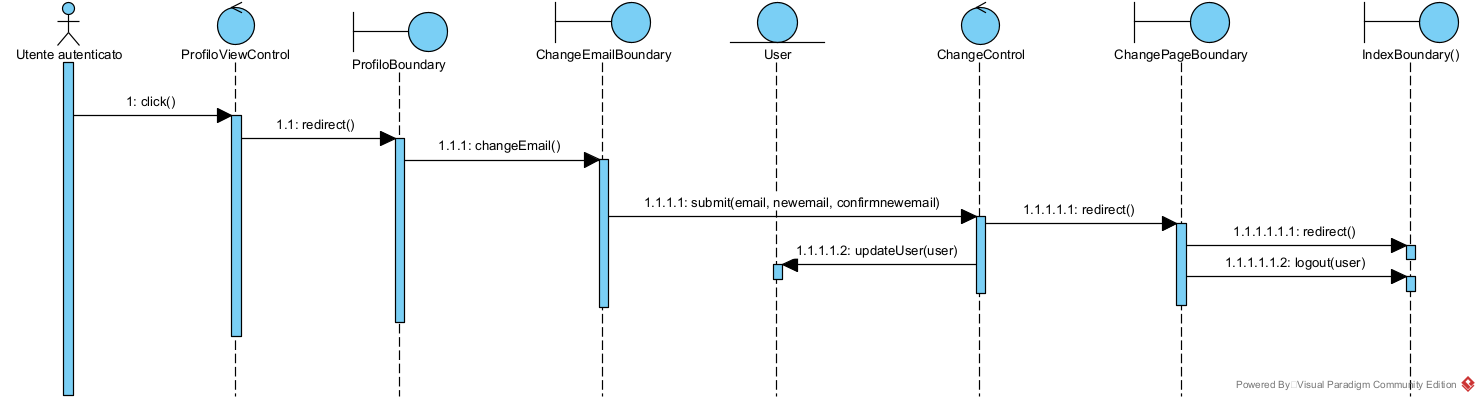 Utente autenticato
ProfiloViewControl
ProfiloBoundary
ChangeEmailBoundary
User
ChangeControl
ChangePageBoundary
IndexBoundary()
1: click()
1.1: redirect()
1.1.1: changeEmail()
1.1.1.1: submit(email, newemail, confirmnewemail)
1.1.1.1.1: redirect()
1.1.1.1.1.1: redirect()
1.1.1.1.2: updateUser(user)
1.1.1.1.1.2: logout(user)
Powered By Visual Paradigm Community Edition